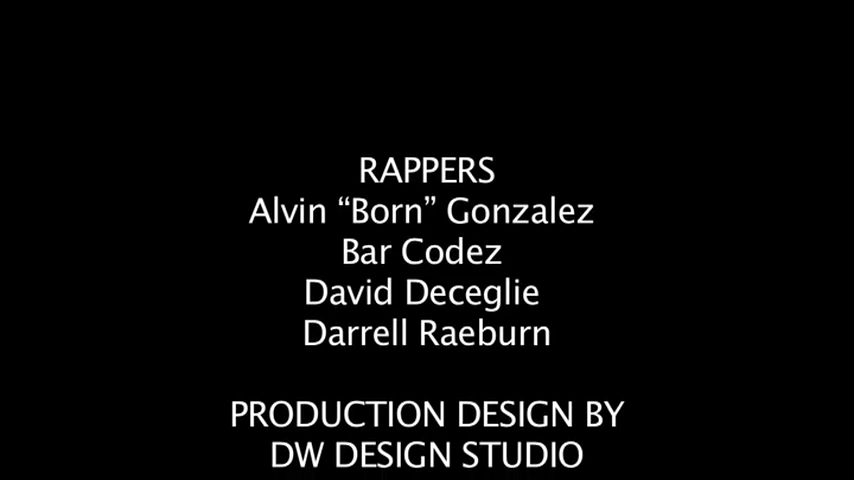 RAPPERS
Alvin “Born” Gonzalez
Bar Codez
David Deceglie
Darrell Raeburn
PRODUCTION DESIGN BY
DW DESIGN STUDIO